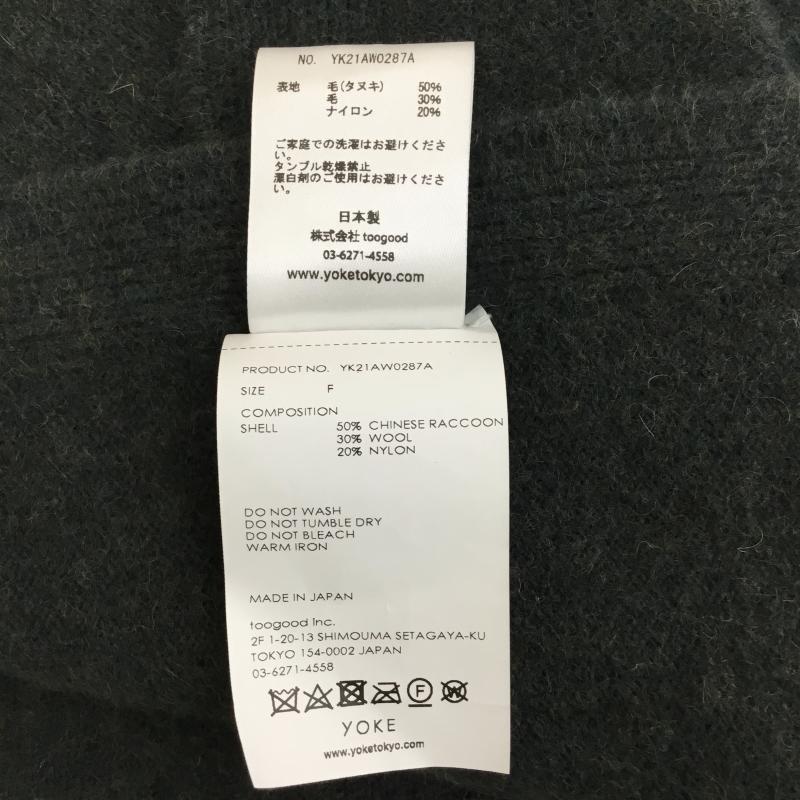 NO. YK21AW0287A
表地 毛(タヌキ) 50%
毛 30%
ナイロン 20%
ご家庭での洗濯はお避けくださ
い。
タンブル乾燥禁止
漂白剤のご使用はお避けくださ
い。
日本製
株式会社 toogood
03-6271-4558
www.yoketokyo.com
PRODUCT NO. YK21AW0287A
SIZE F
COMPOSITION
SHELL 50% CHINESE RACCOON
30% WOOL
20% NYLON
DO NOT WASH
DO NOT TUMBLE DRY
DO NOT BLEACH
WARM IRON
MADE IN JAPAN
toogood Inc.
2F 1-20-13 SHIMOUMA SETAGAYA-KU
TOKYO 154-0002 JAPAN
03-6271-4558
F W
YOKE
www.yoketokyo.com